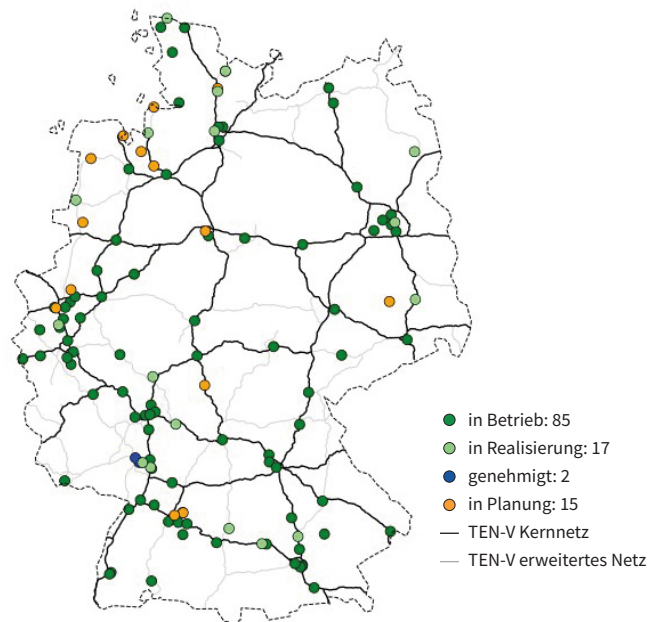 in Betrieb: 85
in Realisierung: 17
genehmigt: 2
in Planung: 15
TEN-V Kernnetz
TEN-V erweitertes Netz